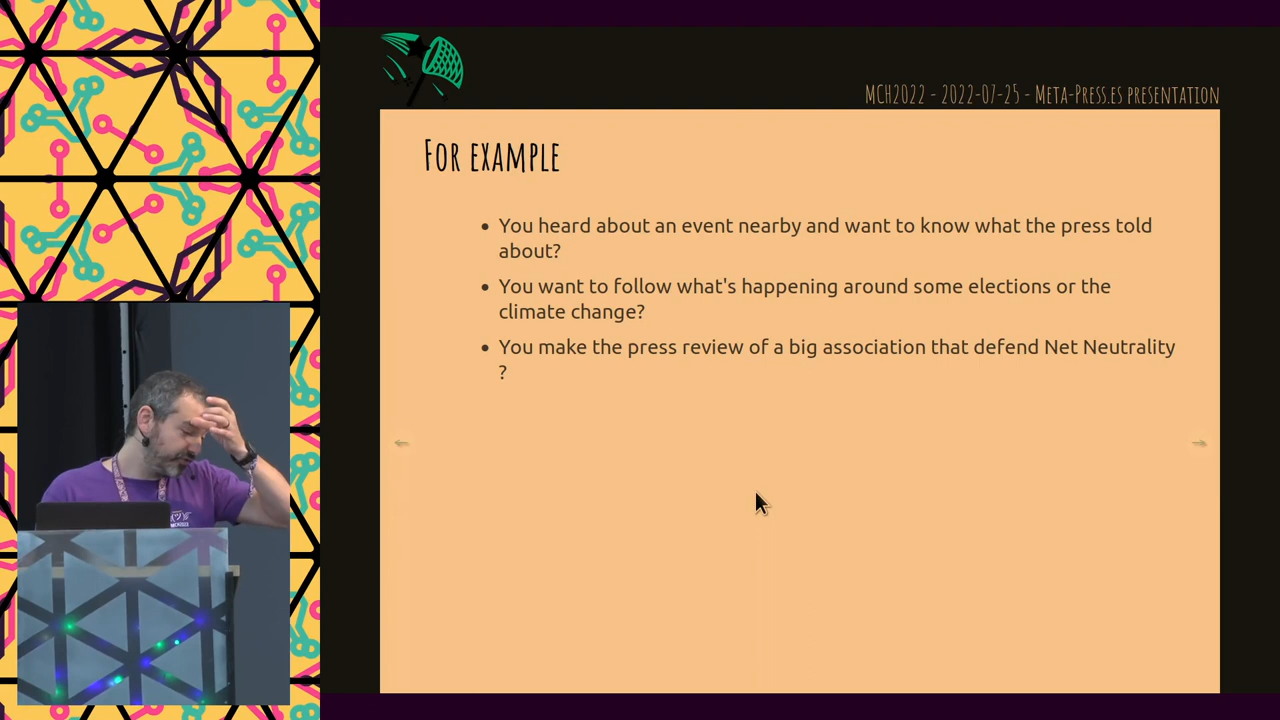 MCH2022 - 2022-07-25 - Meta-Press.es presentation
For example
You heard about an event nearby and want to know what the press told
about?
You want to follow what's happening around some elections or the
climate change?
You make the press review of a big association that defend Net Neutrality
?